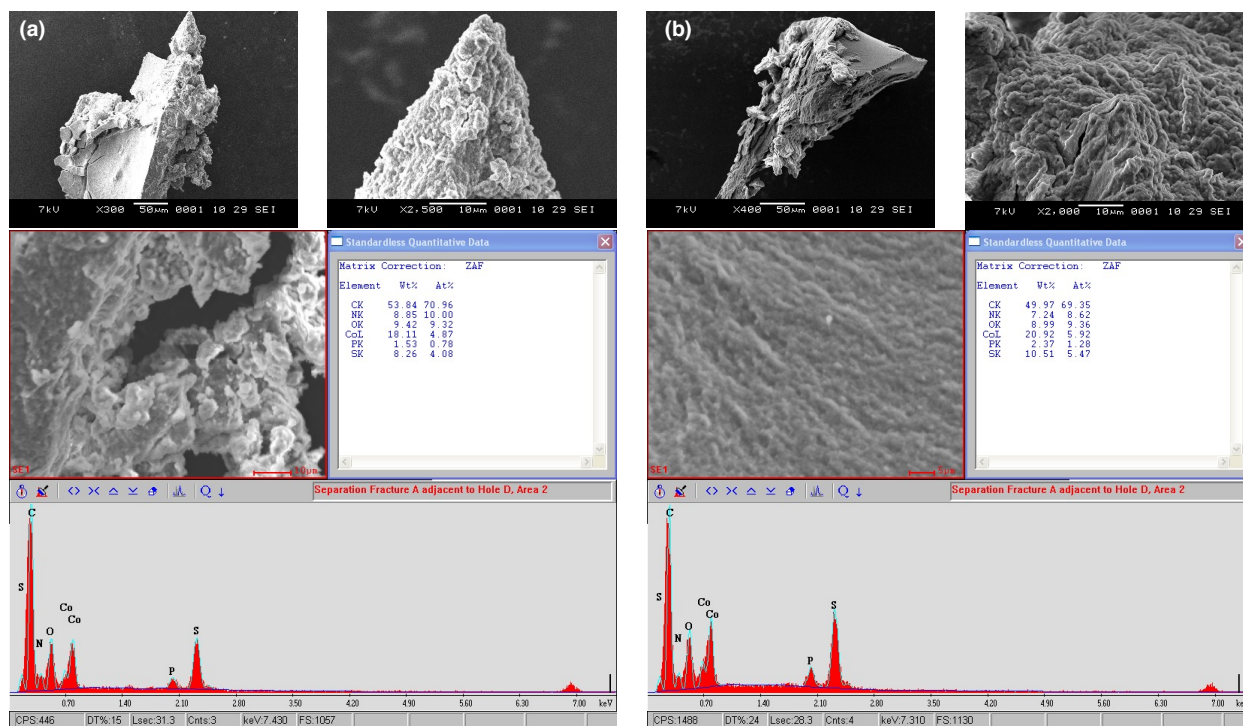 (a)
7kV X300 50µm 0001 10 29 SEI
7kV X2,500 10µm 0001 10 29 SEI
(b)
7kV X400 50µm 0001 10 29 SEI
7kV X2,000 10µm 0001 10 29 SEI
SE1
10µm
Standardless Quantitative Data
Matrix Correction: ZAF
Element Wt% At%
CK 53.84 70.96
NK 8.85 10.00
OK 9.42 9.32
CoL 18.11 4.87
PK 1.53 0.78
SK 8.26 4.08
SE1
5µm
Standardless Quantitative Data
Matrix Correction: ZAF
Element Wt% At%
CK 49.97 69.35
NK 7.24 8.62
OK 8.99 9.36
CoL 20.92 5.92
PK 2.37 1.28
SK 10.51 5.47
Q
Separation Fracture A adjacent to Hole D, Area 2
C
S
Co
N O Co
P
S
0.70 1.40 2.10 2.80 3.50 4.20 4.90 5.60 6.30 7.00 keV
CPS:446 DT%:15 Lsec:31.3 Cnts:3 keV:7.430 FS:1057
Q
Separation Fracture A adjacent to Hole D, Area 2
C
S
Co
N O Co
P
S
0.70 1.40 2.10 2.80 3.50 4.20 4.90 5.60 6.30 7.00 ke
CPS:1488 DT%:24 Lsec:28.3 Cnts:4 keV:7.310 FS:1130